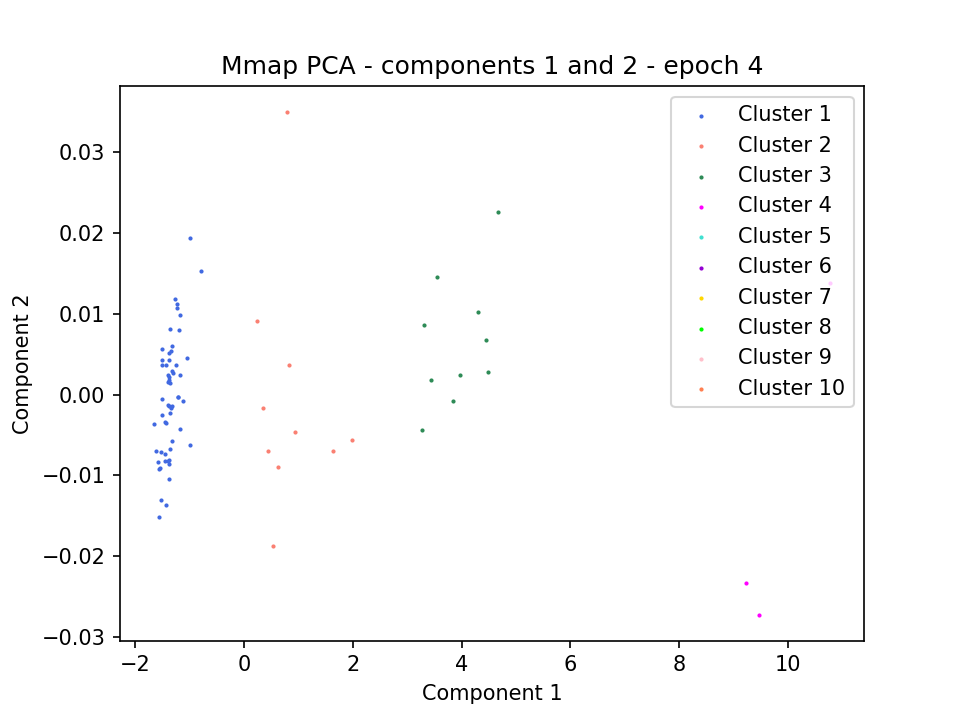 Mmap PCA - components 1 and 2 - epoch 4
Cluster 1
Cluster 2
Cluster 3
Cluster 4
Cluster 5
Cluster 6
Cluster 7
Cluster 8
Cluster 9
Cluster 10
0.03
0.02
0.01
0.00
−0.01
−0.02
−0.03
Component 2
−2 0 2 4 6 8 10
Component 1